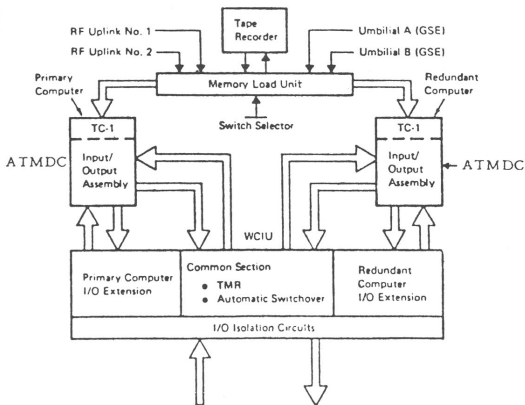 RF Uplink No. 1
RF Uplink No. 2
Tape
Recorder
Umbilial A (GSE)
Umbilial B (GSE)
Primary
Computer
Memory Load Unit
Redundant
Computer
Switch Selector
TC-1
Input/
Output
Assembly
ATMDC
TC-1
Input/
Output
Assembly
ATMDC
WCIU
Primary Computer
I/O Extension
Common Section
● TMR
● Automatic Switchover
Redundant
Computer
I/O Extension
I/O Isolation Circuits